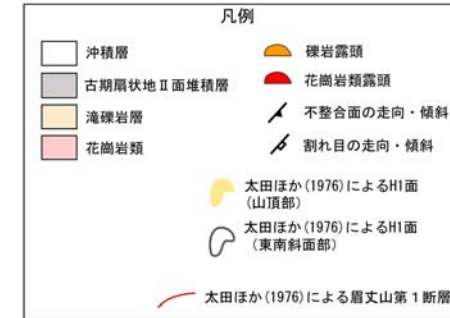 凡例
沖積層
古期扇状地Ⅱ面堆積層
滝礫岩層
花崗岩類
礫岩露頭
花崗岩類露頭
不整合面の走向・傾斜
割れ目の走向・傾斜
太田ほか(1976)によるH1面
(山頂部)
太田ほか(1976)によるH1面
(東南斜面部)
太田ほか(1976)による眉丈山第1断層